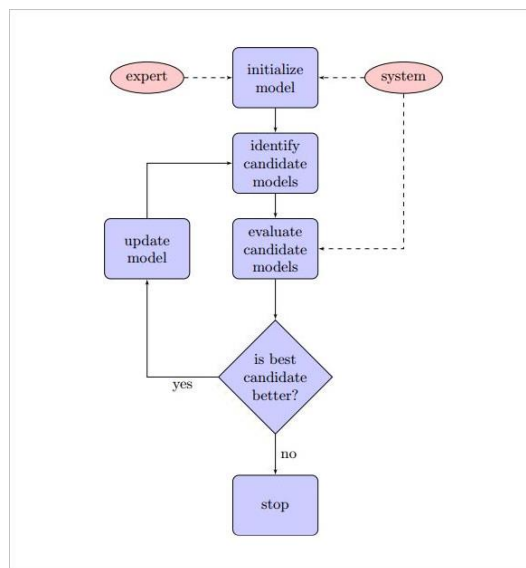 expert
initialize
model
system
identify
candidate
models
update
model
evaluate
candidate
models
is best
candidate
better?
yes
no
stop